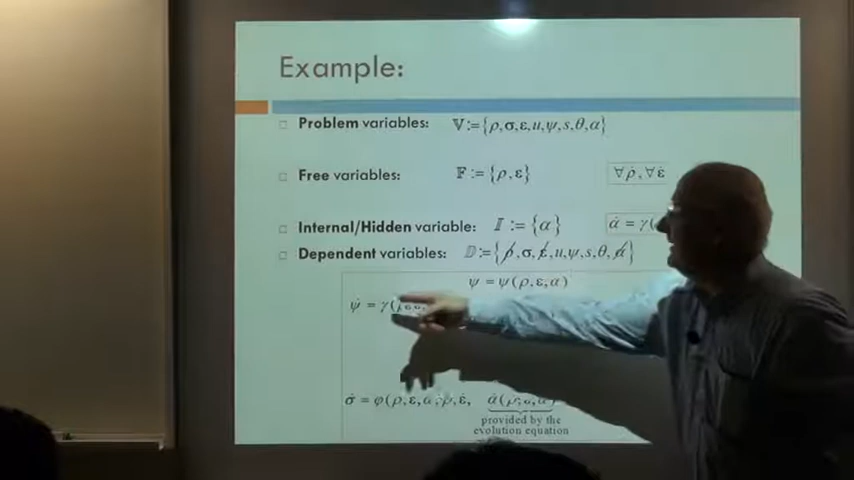 Example:
Problem variables: 𝕍:={ρ,σ,ε,u,ψ,s,θ,α}
Free variables: 𝔽:={ρ,ε} ∀ρ̇,∀ε̇
Internal/Hidden variable: 𝕀:={α} α̇=γ(
Dependent variables: 𝔻:={ρ,σ,ε,u,ψ,s,θ,α}
ψ=ψ(ρ,ε,α)
ψ̇=γ(
σ̇=φ(ρ,ε,α;ρ̇,ε̇, α̇(ρ,
provided by the
evolution equation